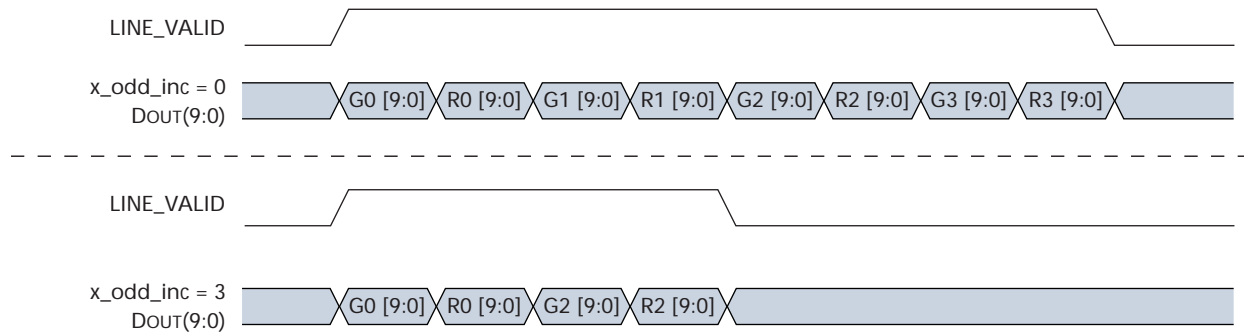 LINE_VALID
x_odd_inc = 0
DOUT(9:0)
G0 [9:0] R0 [9:0] G1 [9:0] R1 [9:0] G2 [9:0] R2 [9:0] G3 [9:0] R3 [9:0]
LINE_VALID
x_odd_inc = 3
DOUT(9:0)
G0 [9:0] R0 [9:0] G2 [9:0] R2 [9:0]